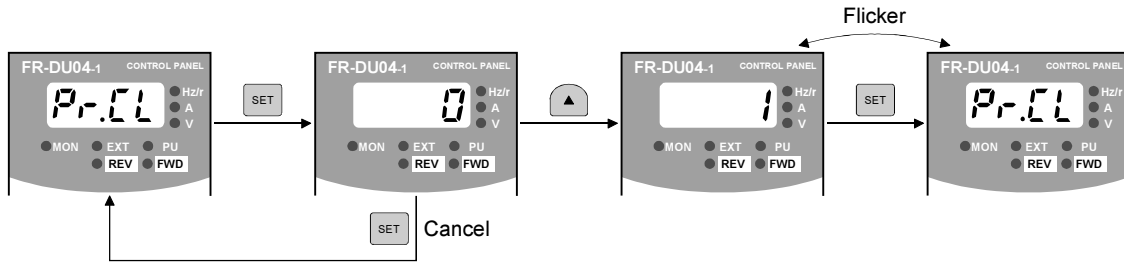 Flicker
FR-DU04-1 CONTROL PANEL
Pr.CL
Hz/r
A
V
MON EXT PU
REV FWD
SET
FR-DU04-1 CONTROL PANEL
0
Hz/r
A
V
MON EXT PU
REV FWD
FR-DU04-1 CONTROL PANEL
1
Hz/r
A
V
MON EXT PU
REV FWD
SET
FR-DU04-1 CONTROL PANEL
Pr.CL
Hz/r
A
V
MON EXT PU
REV FWD
SET Cancel